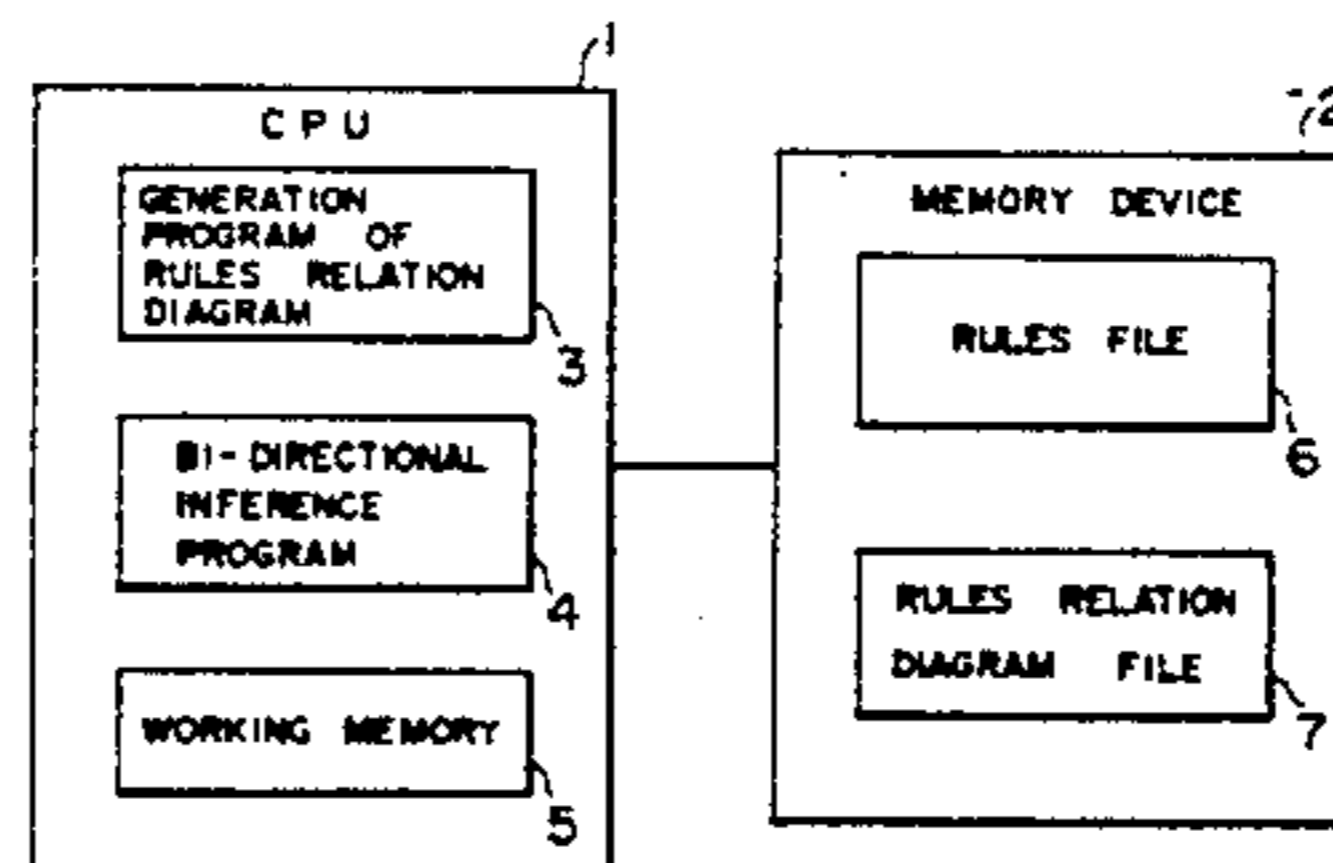 1
CPU
GENERATION
PROGRAM OF
RULES RELATION
DIAGRAM
3
BI-DIRECTIONAL
INFERENCE
PROGRAM
4
WORKING MEMORY
5
2
MEMORY DEVICE
RULES FILE
6
RULES RELATION
DIAGRAM FILE
7